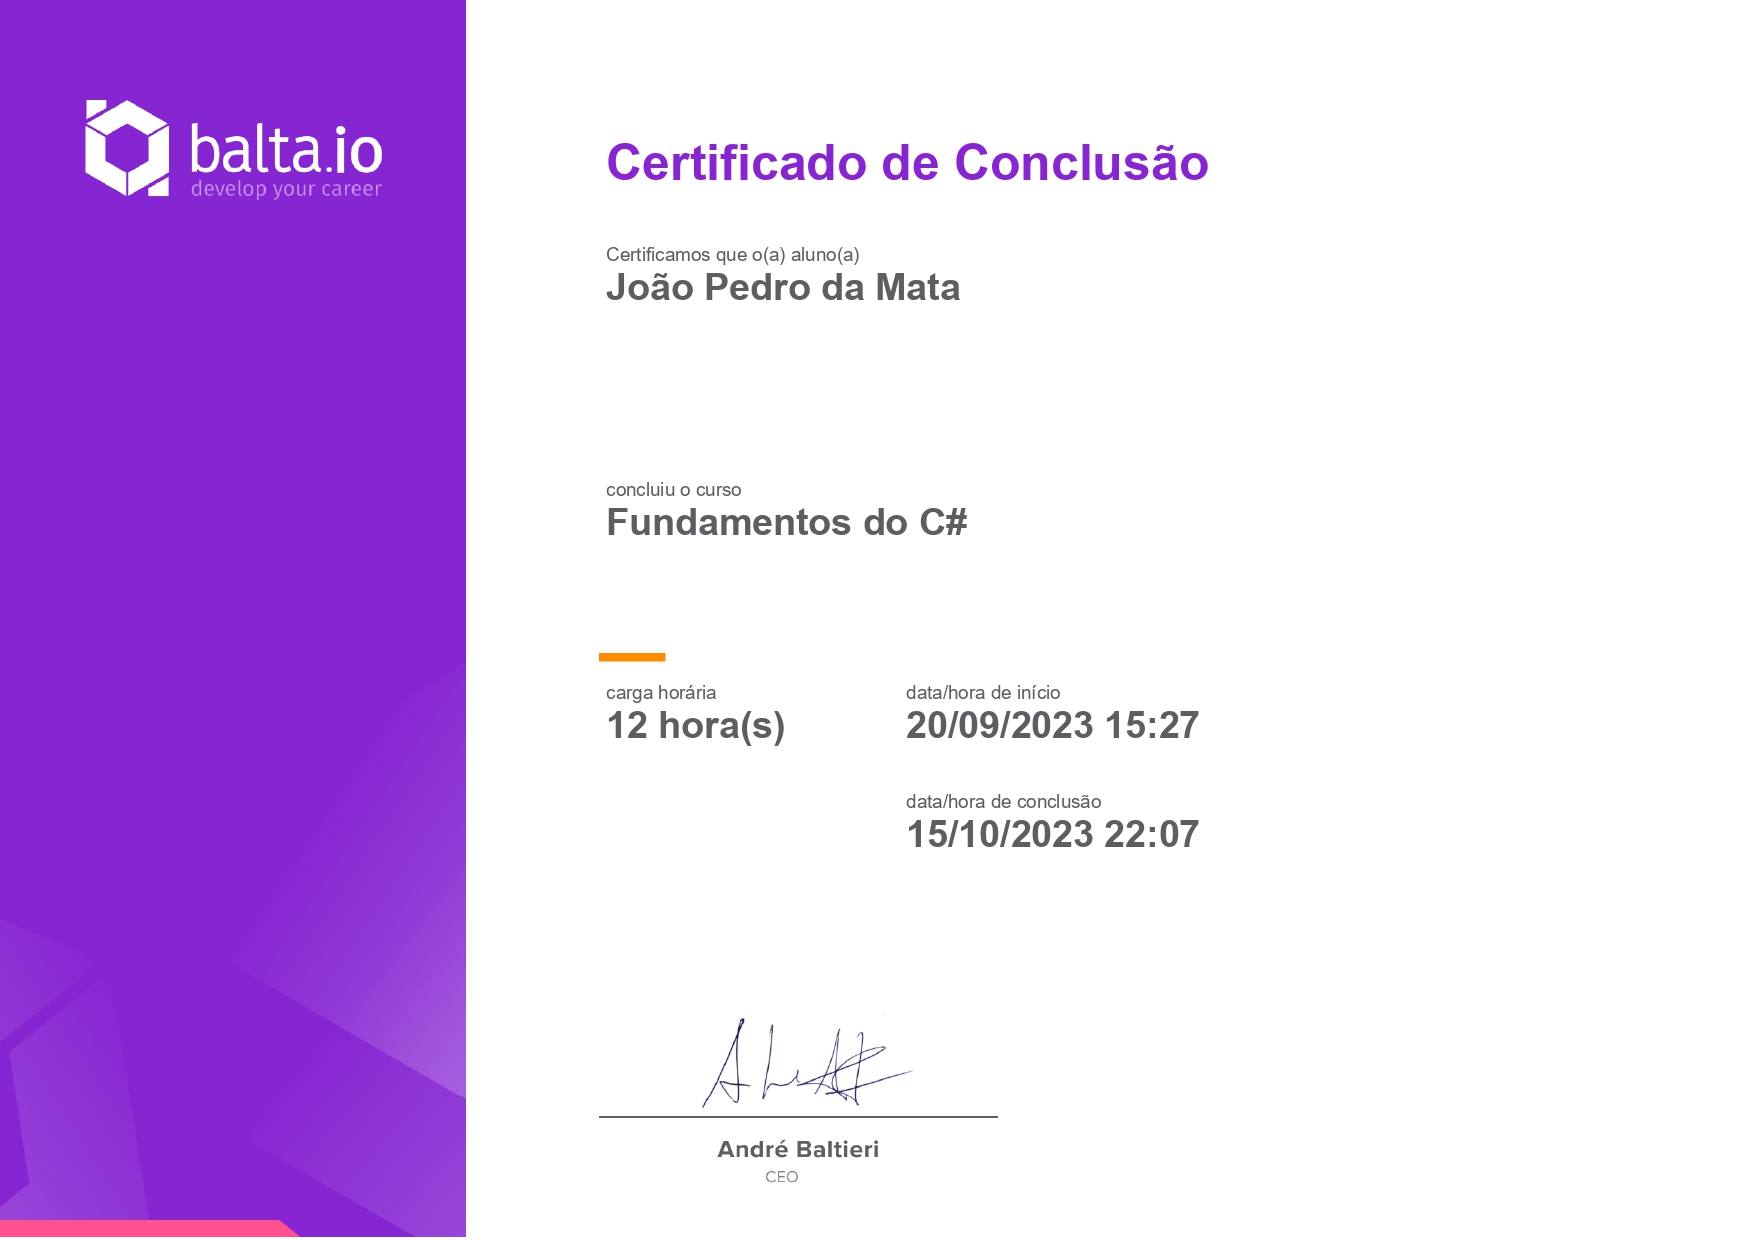 balta.io
develop your career
Certificado de Conclusão
Certificamos que o(a) aluno(a)
João Pedro da Mata
concluiu o curso
Fundamentos do C#
carga horária
12 hora(s)
data/hora de início
20/09/2023 15:27
data/hora de conclusão
15/10/2023 22:07
André Baltieri
CEO